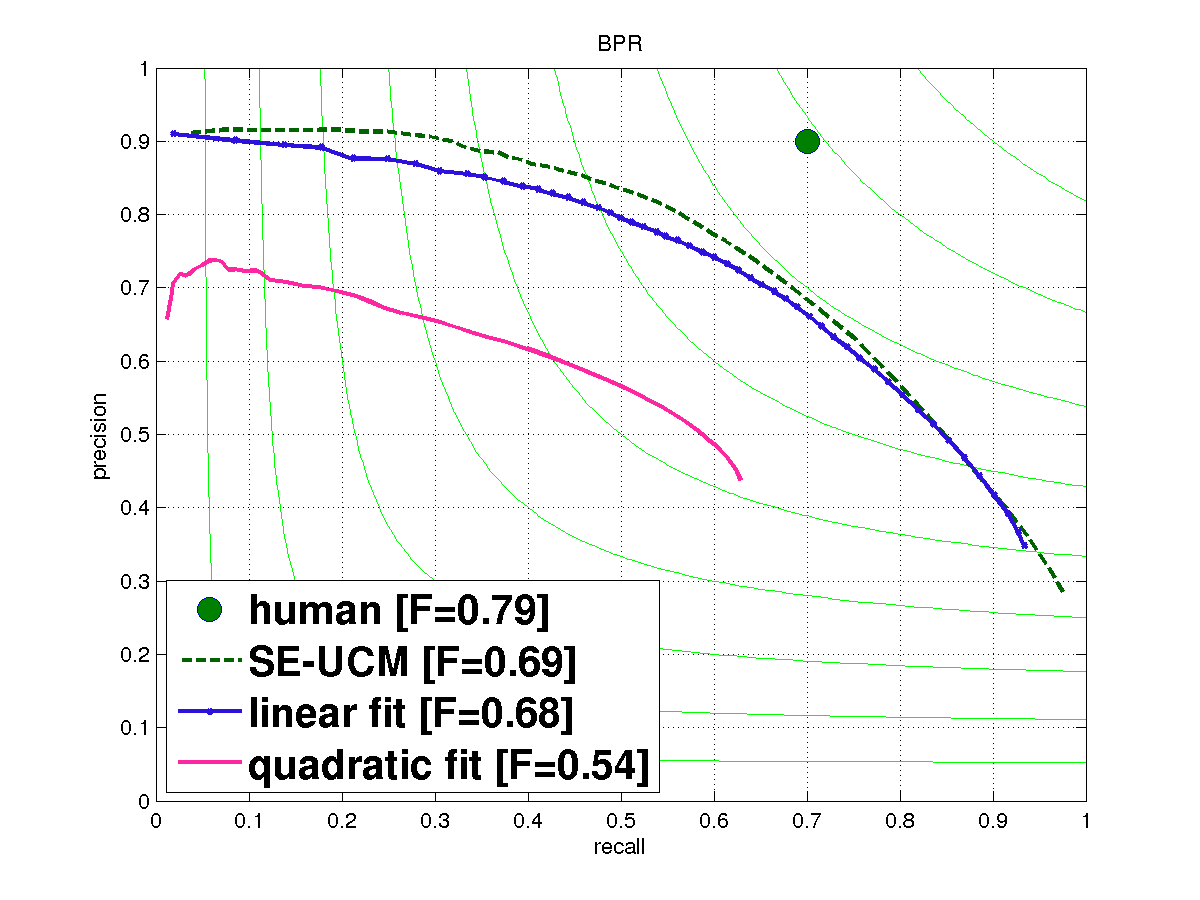 BPR
1
0.9
0.8
0.7
0.6
0.5
0.4
0.3
0.2
0.1
0
precision
human [F=0.79]
SE-UCM [F=0.69]
linear fit [F=0.68]
quadratic fit [F=0.54]
0 0.1 0.2 0.3 0.4 0.5 0.6 0.7 0.8 0.9 1
recall